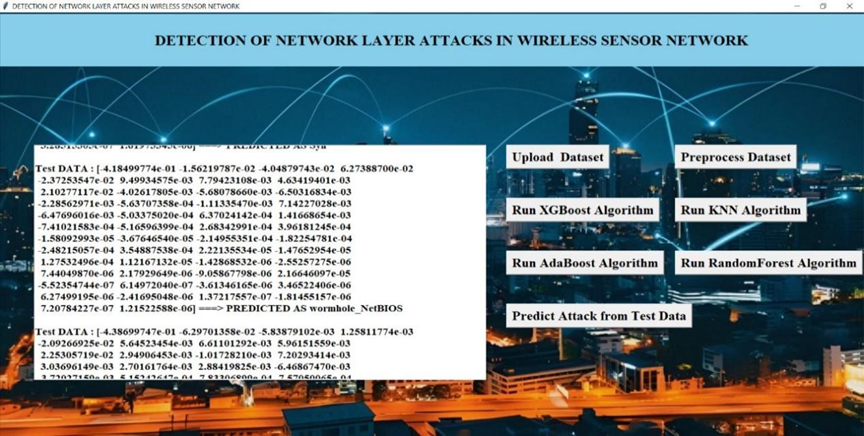 DETECTION OF NETWORK LAYER ATTACKS IN WIRELESS SENSOR NETWORK
DETECTION OF NETWORK LAYER ATTACKS IN WIRELESS SENSOR NETWORK
PREDICTED AS Syn
Test DATA : [-4.18499774e-01 -1.56219787e-02 -4.04879743e-02 6.27388700e-02
-2.37253547e-02 9.49934575e-03 7.79423108e-03 4.63419401e-03
2.10277117e-02 -4.02617805e-03 -5.68078660e-03 -6.50316834e-03
-2.28562971e-03 -5.63707358e-04 -1.11335470e-03 7.14227028e-03
-6.47696016e-03 -5.03375020e-04 6.37024142e-04 1.41668654e-03
-7.41021583e-04 -5.16596399e-04 2.68342991e-04 3.96181245e-04
-1.58092993e-05 -3.67646540e-05 -2.14955351e-04 -1.82254781e-04
-2.48215057e-04 3.54887538e-04 2.22135534e-05 -1.47652954e-05
1.27532496e-04 1.12167132e-05 -1.42868532e-06 -2.55257275e-06
7.44049870e-06 2.17929649e-06 -9.05867798e-06 2.16646097e-05
-5.52354744e-07 6.14972040e-07 -3.61346165e-06 3.46522406e-06
6.27499195e-06 -2.41695048e-06 1.37217557e-07 -1.81455157e-06
7.20784227e-07 1.21522588e-06] ===> PREDICTED AS wormhole_NetBIOS
Test DATA : [-4.38699747e-01 -6.29701358e-02 -5.83879102e-03 1.25811774e-03
-2.09266925e-02 5.64523454e-03 6.61101292e-03 5.96151559e-03
2.25305719e-02 2.94906453e-03 -1.01728210e-03 7.20293414e-03
3.03696149e-03 2.70161764e-03 2.88419825e-03 -6.46867470e-03
Upload Dataset
Preprocess Dataset
Run XGBoost Algorithm
Run KNN Algorithm
Run AdaBoost Algorithm
Run RandomForest Algorithm
Predict Attack from Test Data